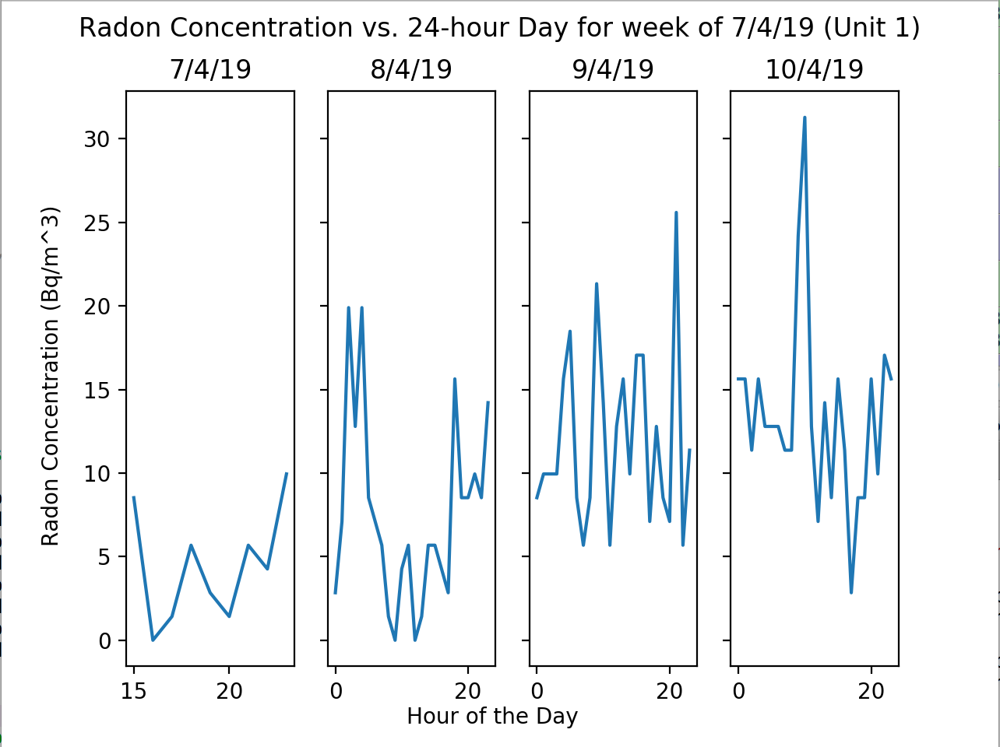 Radon Concentration vs. 24-hour Day for week of 7/4/19 (Unit 1)
7/4/19 8/4/19 9/4/19 10/4/19
Radon Concentration (Bq/m^3)
30
25
20
15
10
5
0
15 20 0 20 0 20 0 20
Hour of the Day